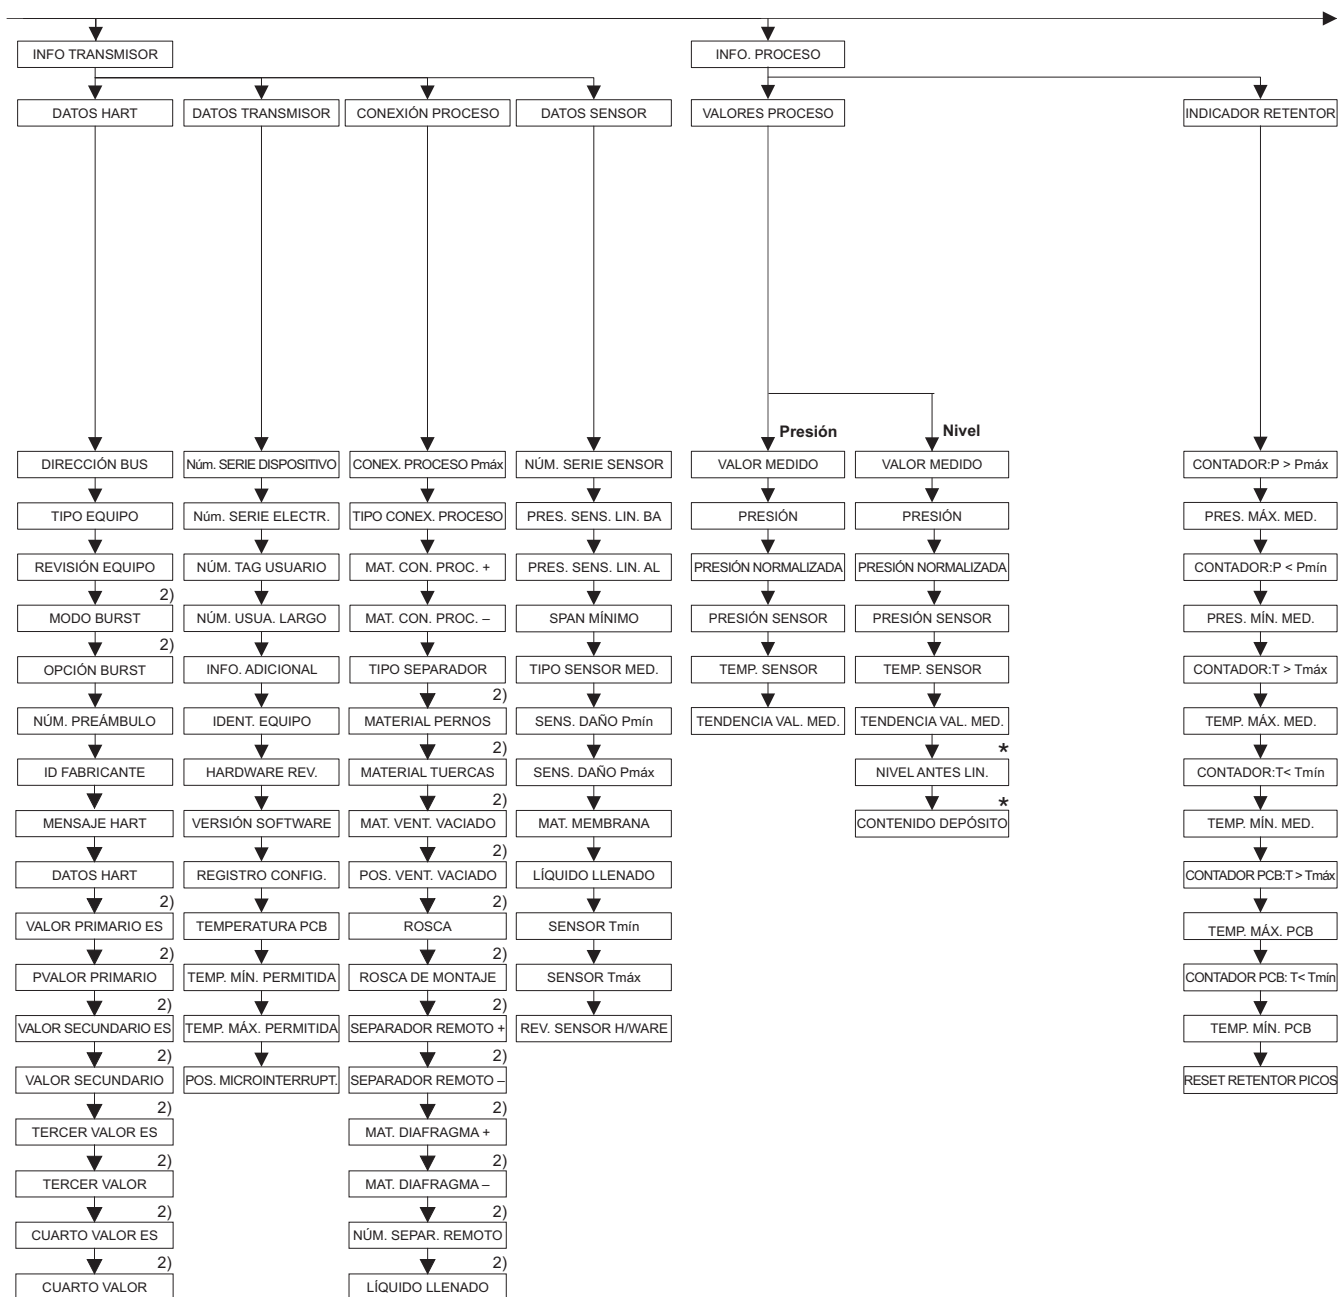 INFO TRANSMISOR
INFO. PROCESO
DATOS HART
DATOS TRANSMISOR
CONEXIÓN PROCESO
DATOS SENSOR
VALORES PROCESO
INDICADOR RETENTOR
DIRECCIÓN BUS
TIPO EQUIPO
REVISIÓN EQUIPO
2)
MODO BURST
2)
OPCIÓN BURST
NÚM. PREÁMBULO
ID FABRICANTE
MENSAJE HART
DATOS HART
2)
VALOR PRIMARIO ES
2)
PVALOR PRIMARIO
2)
VALOR SECUNDARIO ES
2)
VALOR SECUNDARIO
2)
TERCER VALOR ES
2)
TERCER VALOR
2)
CUARTO VALOR ES
2)
CUARTO VALOR
Núm. SERIE DISPOSITIVO
Núm. SERIE ELECTR.
NÚM. TAG USUARIO
NÚM. USUA. LARGO
INFO. ADICIONAL
IDENT. EQUIPO
HARDWARE REV.
VERSIÓN SOFTWARE
REGISTRO CONFIG.
TEMPERATURA PCB
TEMP. MÍN. PERMITIDA
TEMP. MÁX. PERMITIDA
POS. MICROINTERRUPT.
CONEX. PROCESO Pmáx
TIPO CONEX. PROCESO
MAT. CON. PROC. +
MAT. CON. PROC. –
TIPO SEPARADOR
2)
MATERIAL PERNOS
2)
MATERIAL TUERCAS
2)
MAT. VENT. VACIADO
2)
POS. VENT. VACIADO
2)
ROSCA
2)
ROSCA DE MONTAJE
2)
SEPARADOR REMOTO +
2)
SEPARADOR REMOTO –
2)
MAT. DIAFRAGMA +
2)
MAT. DIAFRAGMA –
2)
NÚM. SEPAR. REMOTO
2)
LÍQUIDO LLENADO
NÚM. SERIE SENSOR
PRES. SENS. LIN. BA
PRES. SENS. LIN. AL
SPAN MÍNIMO
TIPO SENSOR MED.
SENS. DAÑO Pmín
SENS. DAÑO Pmáx
MAT. MEMBRANA
LÍQUIDO LLENADO
SENSOR Tmín
SENSOR Tmáx
REV. SENSOR H/WARE
Presión
VALOR MEDIDO
PRESIÓN
PRESIÓN NORMALIZADA
PRESIÓN SENSOR
TEMP. SENSOR
TENDENCIA VAL. MED.
Nivel
VALOR MEDIDO
PRESIÓN
PRESIÓN NORMALIZADA
PRESIÓN SENSOR
TEMP. SENSOR
TENDENCIA VAL. MED.
*
NIVEL ANTES LIN.
*
CONTENIDO DEPÓSITO
CONTADOR:P > Pmáx
PRES. MÁX. MED.
CONTADOR:P < Pmín
PRES. MÍN. MED.
CONTADOR:T > Tmáx
TEMP. MÁX. MED.
CONTADOR:T< Tmín
TEMP. MÍN. MED.
CONTADOR PCB:T > Tmáx
TEMP. MÁX. PCB
CONTADOR PCB: T< Tmín
TEMP. MÍN. PCB
RESET RETENTOR PICOS